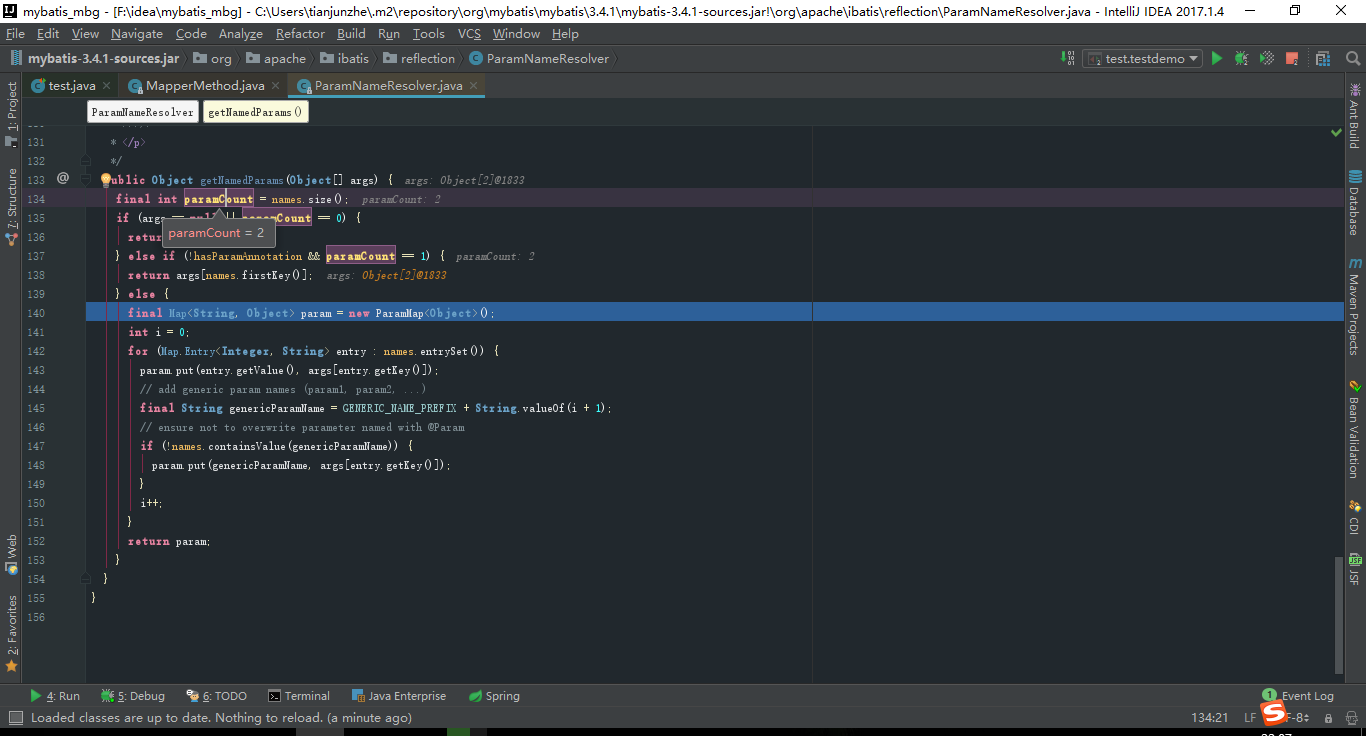 mybatis_mbg - [F:\idea\mybatis_mbg] - C:\Users\tianjunzhe\.m2\repository\org\mybatis\mybatis\3.4.1\mybatis-3.4.1-sources.jar!\org\apache\ibatis\reflection\ParamNameResolver.java - IntelliJ IDEA 2017.1.4
File Edit View Navigate Code Analyze Refactor Build Run Tools VCS Window Help
mybatis-3.4.1-sources.jar org apache ibatis reflection ParamNameResolver test.testdemo
test.java MapperMethod.java ParamNameResolver.java
ParamNameResolver getNamedParams()
131 * </p>
132 */
133 @ ublic Object getNamedParams(Object[] args) { args: Object[2]@1833
134 final int paramCount = names.size(); paramCount: 2
135 if (args == null || paramCount == 0) {
paramCount = 2
136 retur
137 } else if (!hasParamAnnotation && paramCount == 1) { paramCount: 2
138 return args[names.firstKey()]; args: Object[2]@1833
139 } else {
140 final Map<String, Object> param = new ParamMap<Object>();
141 int i = 0;
142 for (Map.Entry<Integer, String> entry : names.entrySet()) {
143 param.put(entry.getValue(), args[entry.getKey()]);
144 // add generic param names (param1, param2, ...)
145 final String genericParamName = GENERIC_NAME_PREFIX + String.valueOf(i + 1);
146 // ensure not to overwrite parameter named with @Param
147 if (!names.containsValue(genericParamName)) {
148 param.put(genericParamName, args[entry.getKey()]);
149 }
150 i++;
151 }
152 return param;
153 }
154 }
155 }
156
1: Project
7: Structure
Web
2: Favorites
Ant Build
Database
Maven Projects
Bean Validation
CDI
JSF
4: Run 5: Debug 6: TODO Terminal Java Enterprise Spring 1 Event Log
Loaded classes are up to date. Nothing to reload. (a minute ago) 134:21 LF F-8